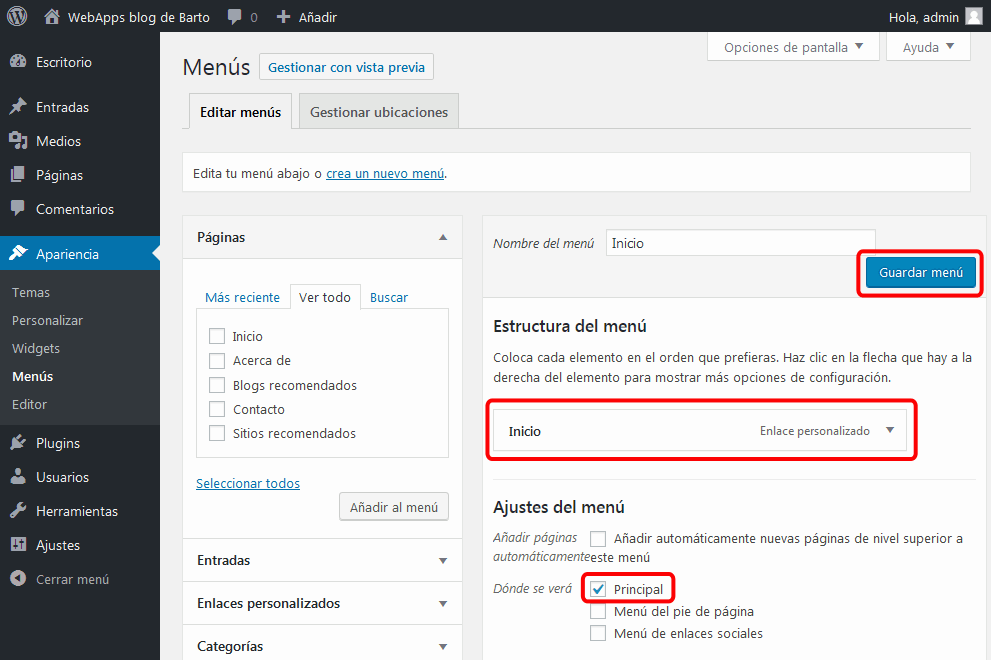 WebApps blog de Barto 0 Añadir Hola, admin
Escritorio
Entradas
Medios
Páginas
Comentarios
Apariencia
Temas
Personalizar
Widgets
Menús
Editor
Plugins
Usuarios
Herramientas
Ajustes
Cerrar menú
Opciones de pantalla Ayuda
Menús Gestionar con vista previa
Editar menús Gestionar ubicaciones
Edita tu menú abajo o crea un nuevo menú.
Páginas
Más reciente Ver todo Buscar
Inicio
Acerca de
Blogs recomendados
Contacto
Sitios recomendados
Seleccionar todos
Añadir al menú
Entradas
Enlaces personalizados
Categorías
Nombre del menú Inicio
Guardar menú
Estructura del menú
Coloca cada elemento en el orden que prefieras. Haz clic en la flecha que hay a la
derecha del elemento para mostrar más opciones de configuración.
Inicio Enlace personalizado
Ajustes del menú
Añadir páginas automáticamente
Añadir automáticamente nuevas páginas de nivel superior a
este menú
Dónde se verá Principal
Menú del pie de página
Menú de enlaces sociales